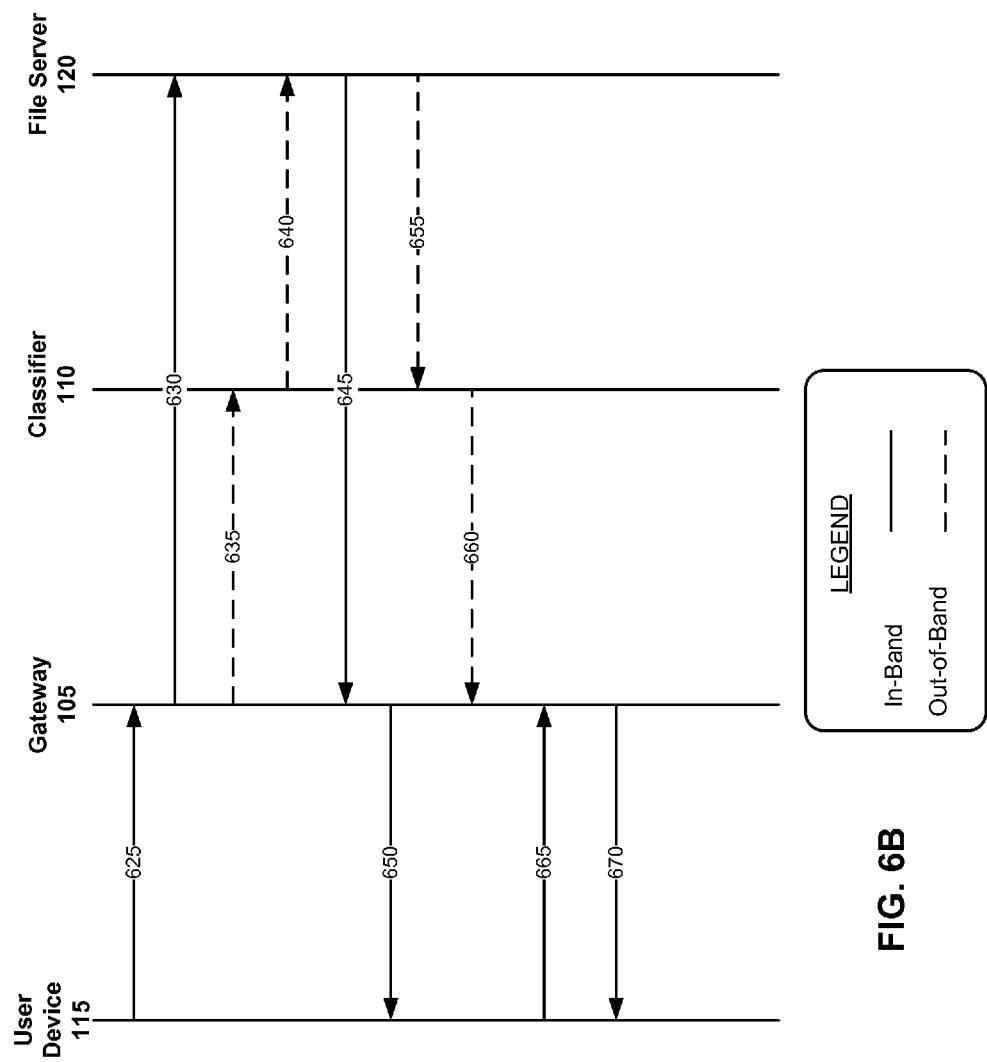 User
Device
115
Gateway
105
Classifier
110
File Server
120
625
630
635
640
645
650
655
660
665
670
LEGEND
In-Band
Out-of-Band
FIG. 6B